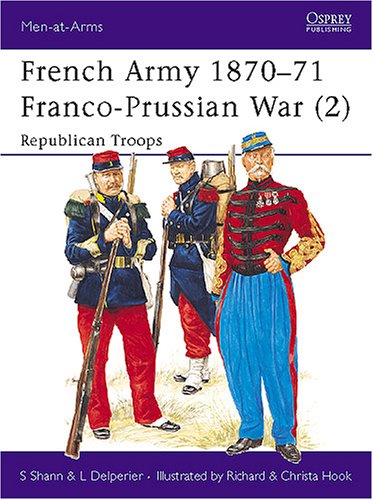 Men-at-Arms
OSPREY
PUBLISHING
French Army 1870–71
Franco-Prussian War (2)
Republican Troops
S Shann & L Delperier • Illustrated by Richard & Christa Hook